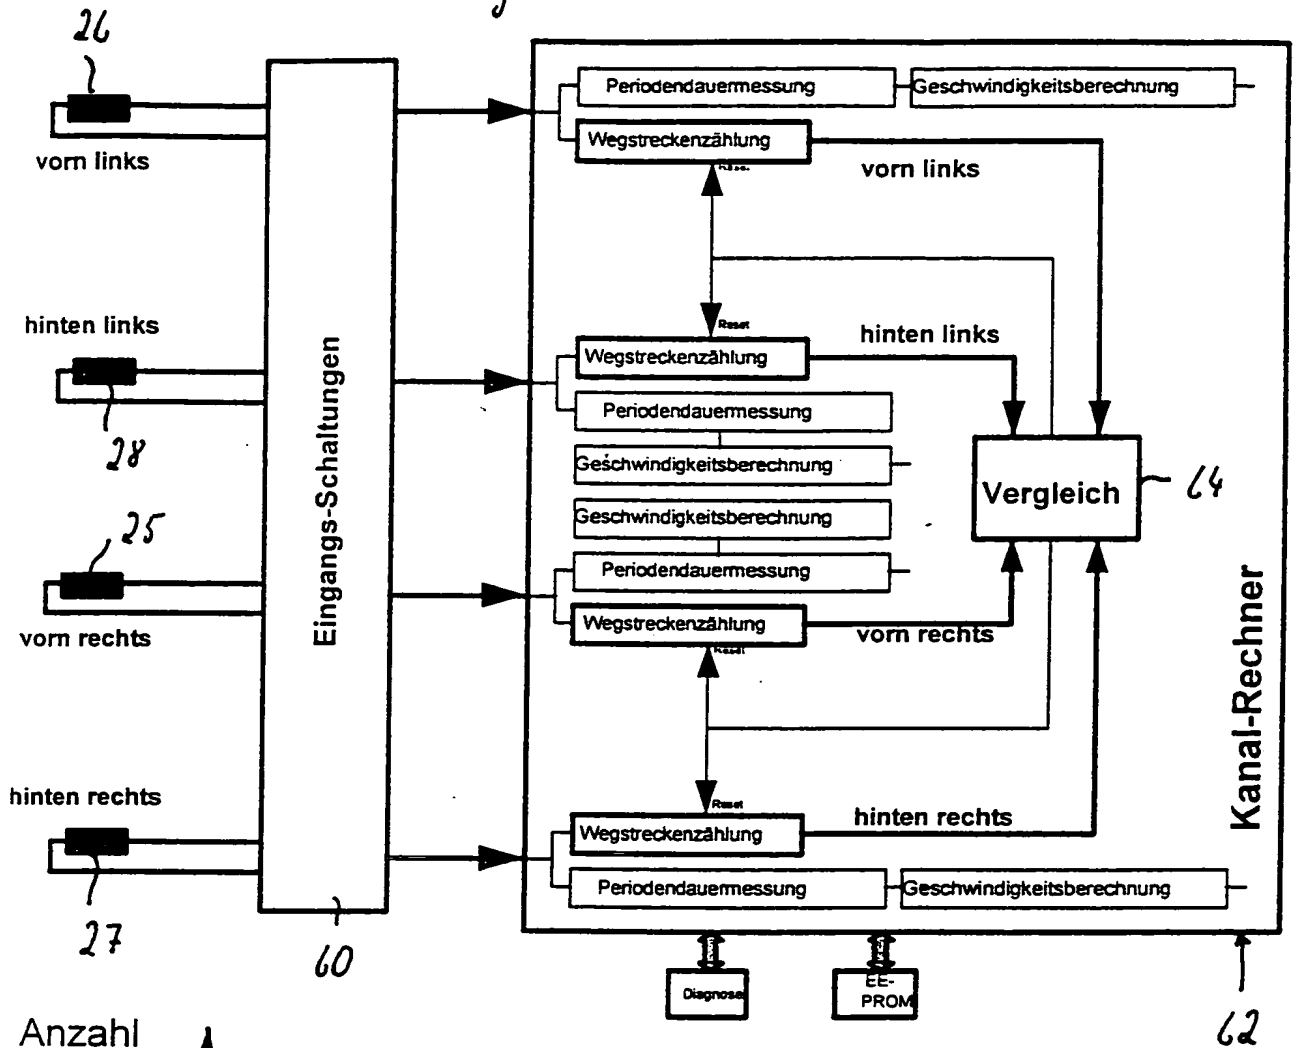 26
Periodendauermessung Geschwindigkeitsberechnung
Wegstreckenzählung
vorn links
vorn links
Reset
hinten links
hinten links
Wegstreckenzählung
Periodendauermessung
28
Geschwindigkeitsberechnung
Vergleich
64
Eingangs-Schaltungen
25
Geschwindigkeitsberechnung
Periodendauermessung
vorn rechts
Wegstreckenzählung
vorn rechts
Reset
Kanal-Rechner
hinten rechts
Reset
hinten rechts
Wegstreckenzählung
27
Periodendauermessung Geschwindigkeitsberechnung
60
Diagnose
EE-
PROM
62
Anzahl